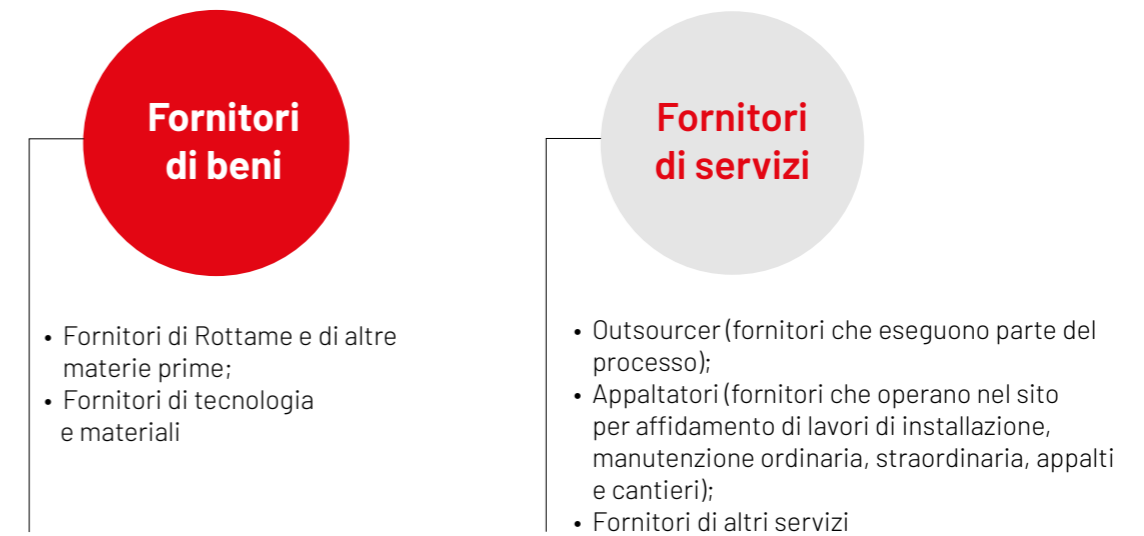 Fornitori
di beni
• Fornitori di Rottame e di altre
materie prime;
• Fornitori di tecnologia
e materiali
Fornitori
di servizi
• Outsourcer (fornitori che eseguono parte del
processo);
• Appaltatori (fornitori che operano nel sito
per affidamento di lavori di installazione,
manutenzione ordinaria, straordinaria, appalti
e cantieri);
• Fornitori di altri servizi